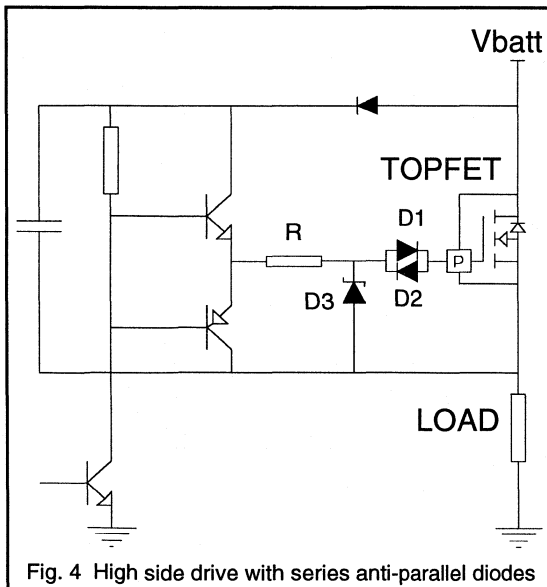 Vbatt
TOPFET
D1
R
P
D3
D2
LOAD
Fig. 4 High side drive with series anti-parallel diodes